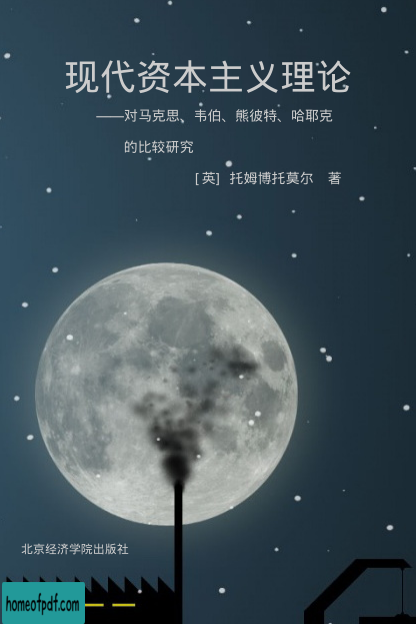 现代资本主义理论
——对马克思、韦伯、熊彼特、哈耶克
的比较研究
[英] 托姆博托莫尔 著
北京经济学院出版社
homeofpdf.com